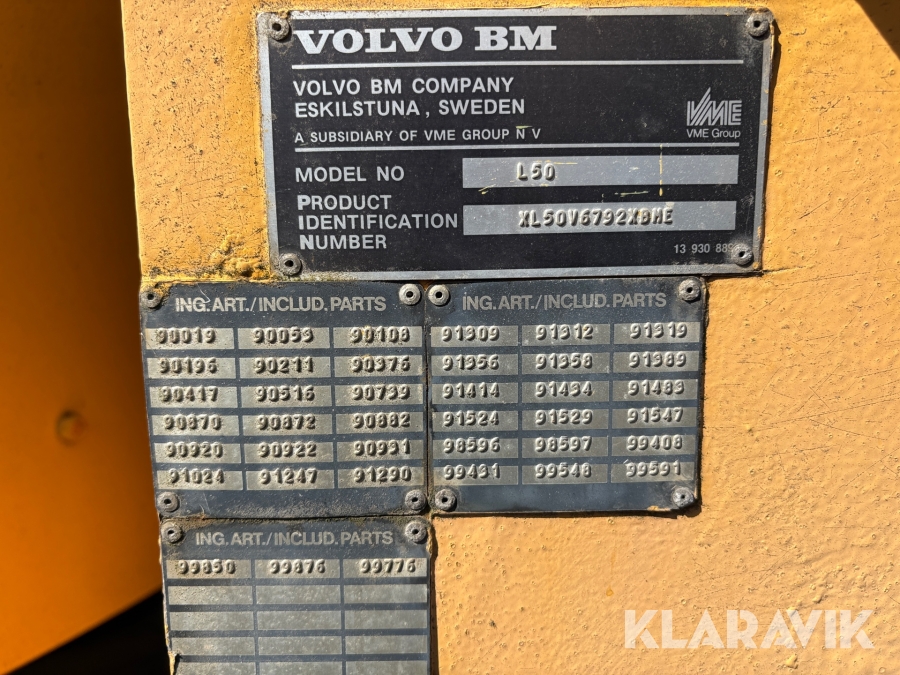 VOLVO BM
VOLVO BM COMPANY
ESKILSTUNA, SWEDEN
A SUBSIDIARY OF VME GROUP N V
VME
VME Group
MODEL NO L50
PRODUCT
IDENTIFICATION XL50V6792XBME
NUMBER
13 930
ING.ART./INCLUD.PARTS
90019 90053 90108
90196 90211 90376
90417 90516 90739
90870 90872 90882
90920 90922 90931
91024 91247 91290
ING.ART./INCLUD.PARTS
91309 91312 91319
91356 91358 91389
91414 91434 91483
91524 91529 91547
98596 98597 99408
99431 99548 99591
ING.ART./INCLUD.PARTS
99850 99876 99776
KLARAVIK